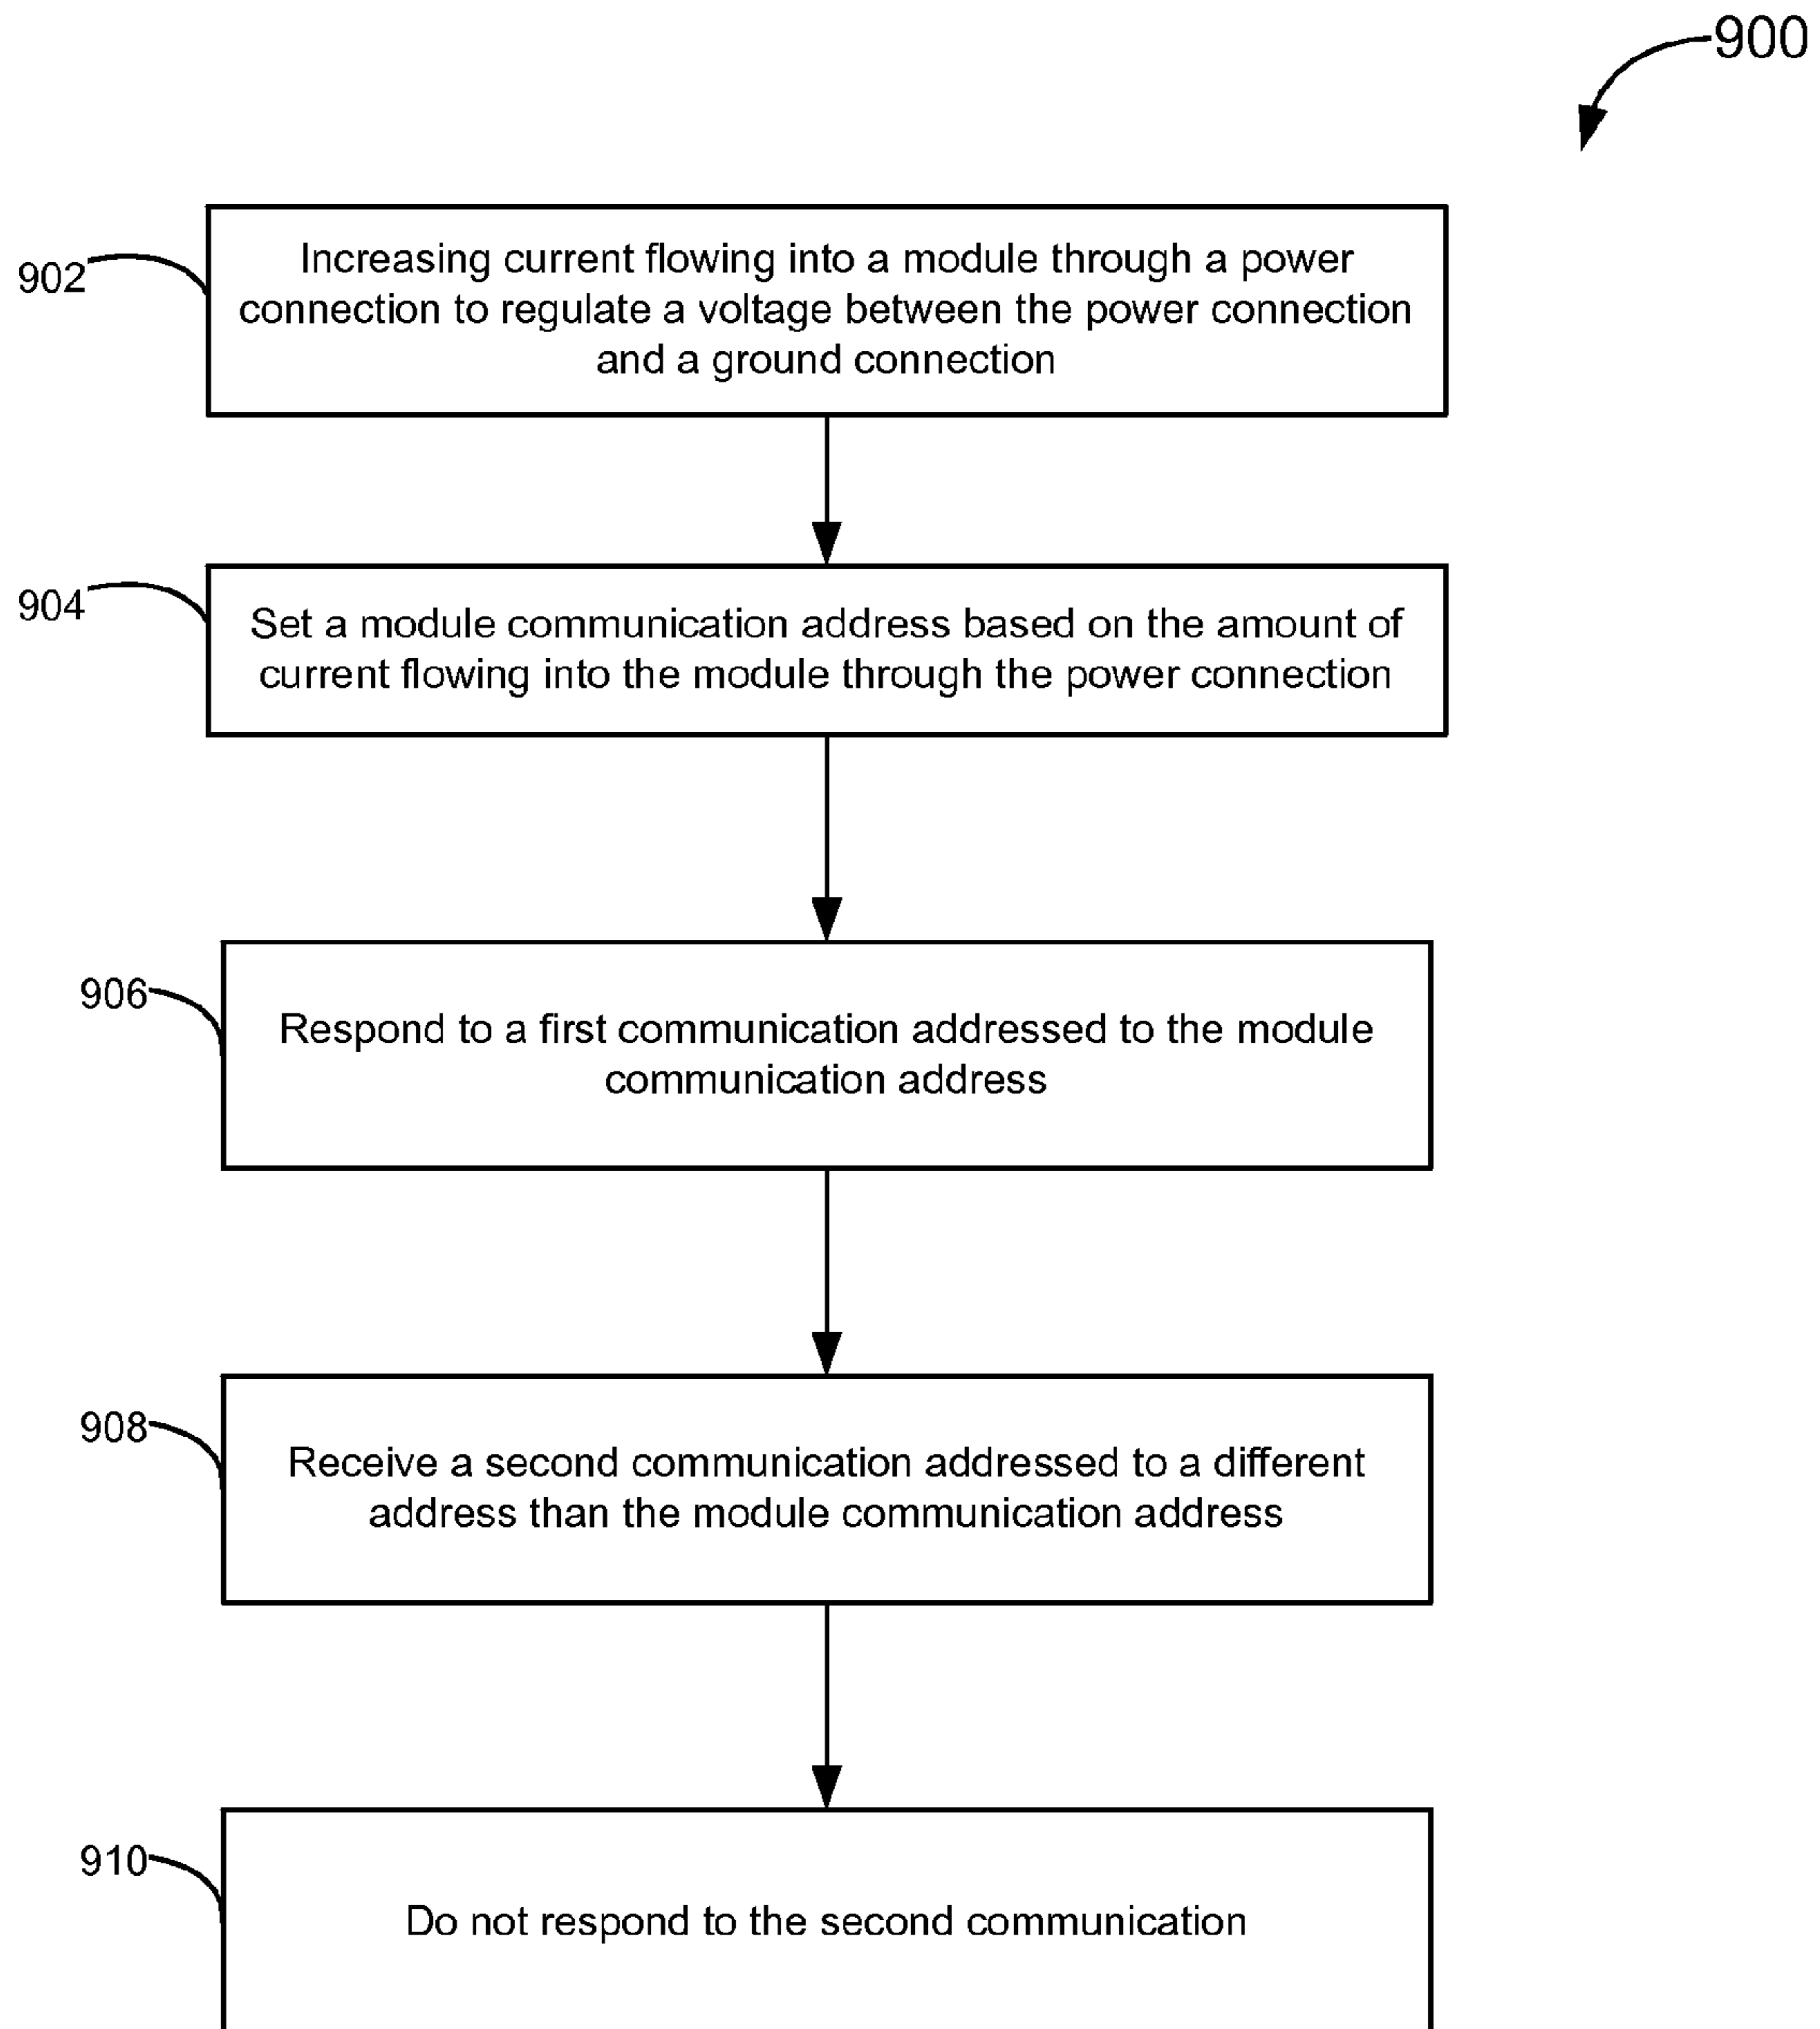 900
902
Increasing current flowing into a module through a power
connection to regulate a voltage between the power connection
and a ground connection
904
Set a module communication address based on the amount of
current flowing into the module through the power connection
906
Respond to a first communication addressed to the module
communication address
908
Receive a second communication addressed to a different
address than the module communication address
910
Do not respond to the second communication